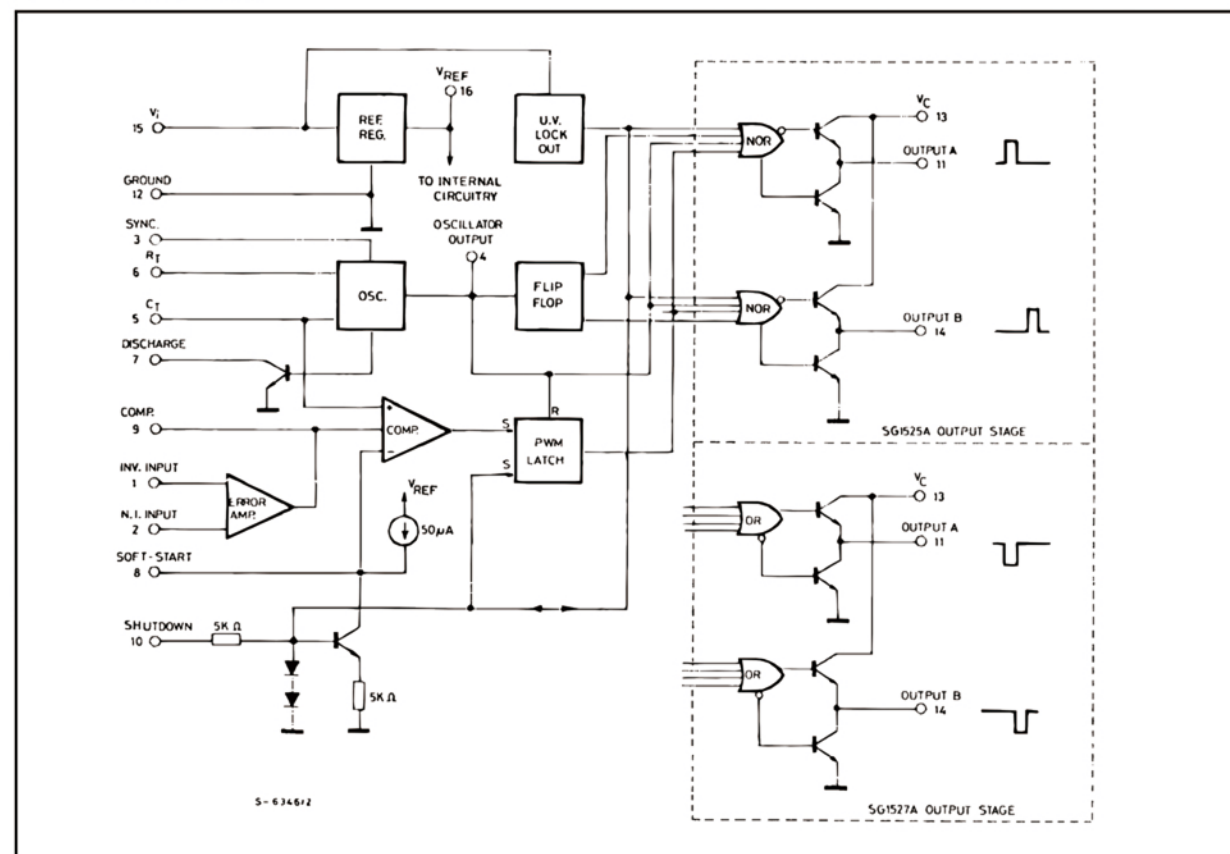 Vi
15
GROUND
12
SYNC.
3
RT
6
CT
5
DISCHARGE
7
COMP.
9
INV. INPUT
1
N.I. INPUT
2
SOFT-START
8
SHUTDOWN
10
5KΩ
REF.
REG.
VREF
16
TO INTERNAL
CIRCUITRY
U.V.
LOCK
OUT
OSCILLATOR
OUTPUT
4
OSC.
FLIP
FLOP
ERROR
AMP.
+
COMP.
−
S
S
R
PWM
LATCH
VREF
50µA
5KΩ
NOR
VC
13
OUTPUT A
11
NOR
OUTPUT B
14
SG1525A OUTPUT STAGE
OR
VC
13
OUTPUT A
11
OR
OUTPUT B
14
SG1527A OUTPUT STAGE
S-6346/2